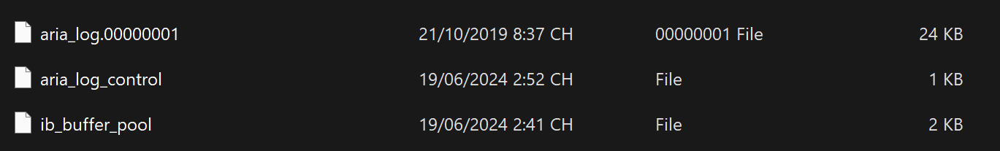 aria_log.00000001 21/10/2019 8:37 CH 00000001 File 24 KB
aria_log_control 19/06/2024 2:52 CH File 1 KB
ib_buffer_pool 19/06/2024 2:41 CH File 2 KB